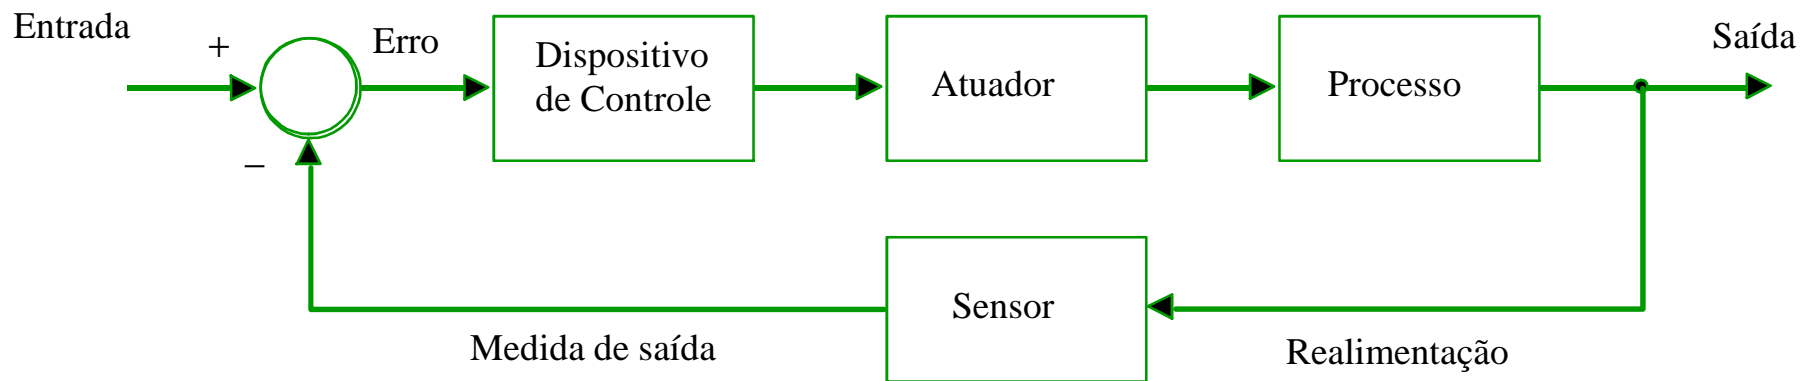 Entrada
+
Erro
Dispositivo
de Controle
Atuador
Processo
Saída
−
Sensor
Medida de saída
Realimentação